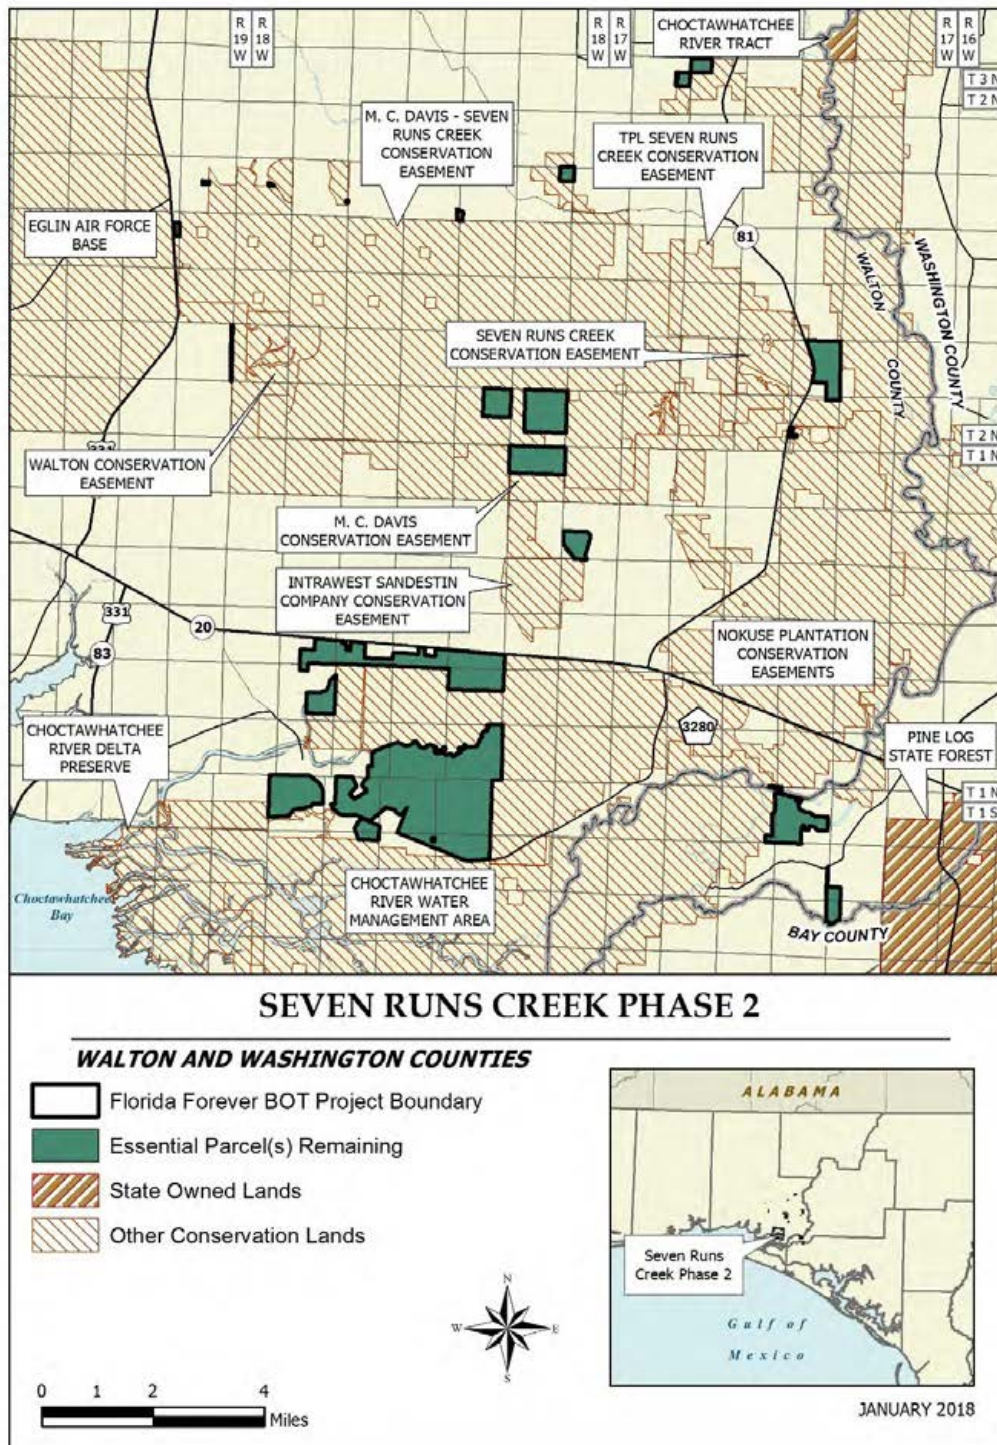 R
19
W
R
18
W
R
18
W
R
17
W
R
17
W
R
16
W
CHOCTAWHATCHEE
RIVER TRACT
T 3 N
T 2 N
M. C. DAVIS - SEVEN
RUNS CREEK
CONSERVATION
EASEMENT
TPL SEVEN RUNS
CREEK CONSERVATION
EASEMENT
EGLIN AIR FORCE
BASE
81
WALTON
COUNTY
WASHINGTON COUNTY
SEVEN RUNS CREEK
CONSERVATION EASEMENT
331
T 2 N
T 1 N
WALTON CONSERVATION
EASEMENT
M. C. DAVIS
CONSERVATION EASEMENT
INTRAWEST SANDESTIN
COMPANY CONSERVATION
EASEMENT
331
20
83
NOKUSE PLANTATION
CONSERVATION
EASEMENTS
3280
CHOCTAWHATCHEE
RIVER DELTA
PRESERVE
PINE LOG
STATE FOREST
T 1 N
T 1 S
Choctawhatchee
Bay
CHOCTAWHATCHEE
RIVER WATER
MANAGEMENT AREA
BAY COUNTY
SEVEN RUNS CREEK PHASE 2
WALTON AND WASHINGTON COUNTIES
Florida Forever BOT Project Boundary
Essential Parcel(s) Remaining
State Owned Lands
Other Conservation Lands
ALABAMA
Seven Runs
Creek Phase 2
Gulf of
Mexico
N
W E
S
0 1 2 4
Miles
JANUARY 2018